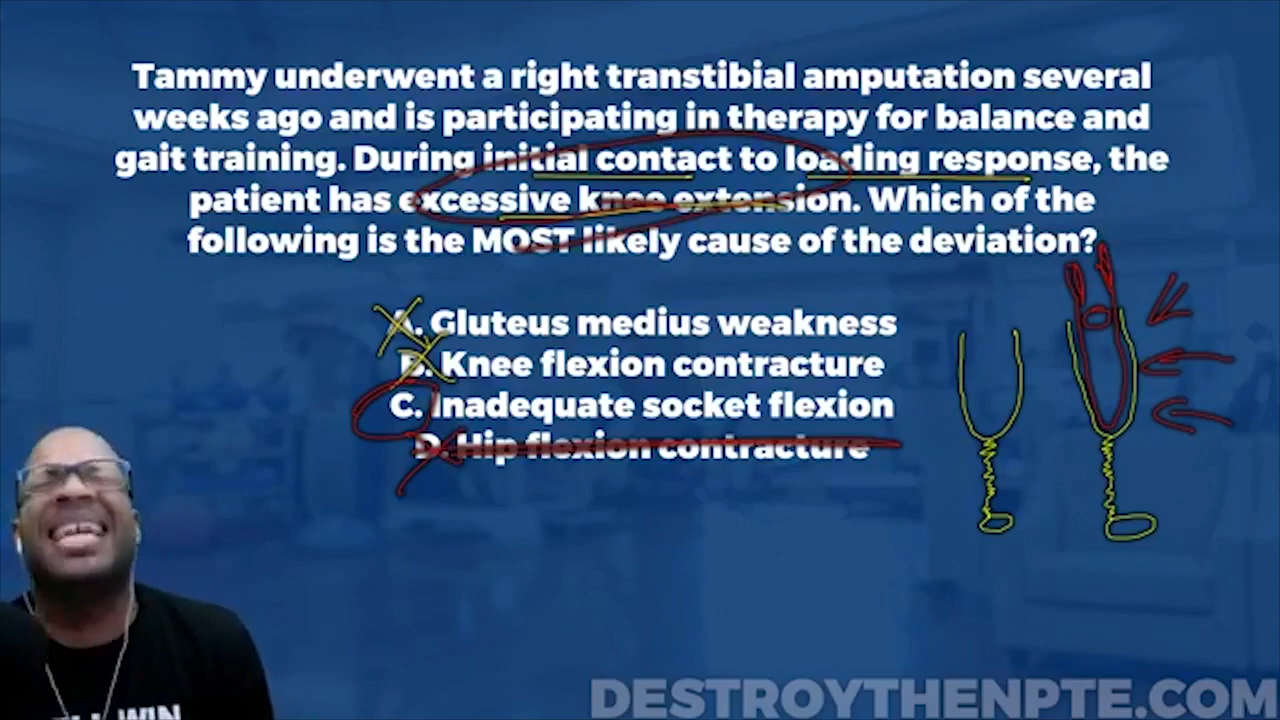 Tammy underwent a right transtibial amputation several
weeks ago and is participating in therapy for balance and
gait training. During initial contact to loading response, the
patient has excessive knee extension. Which of the
following is the MOST likely cause of the deviation?
A. Gluteus medius weakness
B. Knee flexion contracture
C. Inadequate socket flexion
D. Hip flexion contracture
WIN
DESTROYTHENPTE.COM